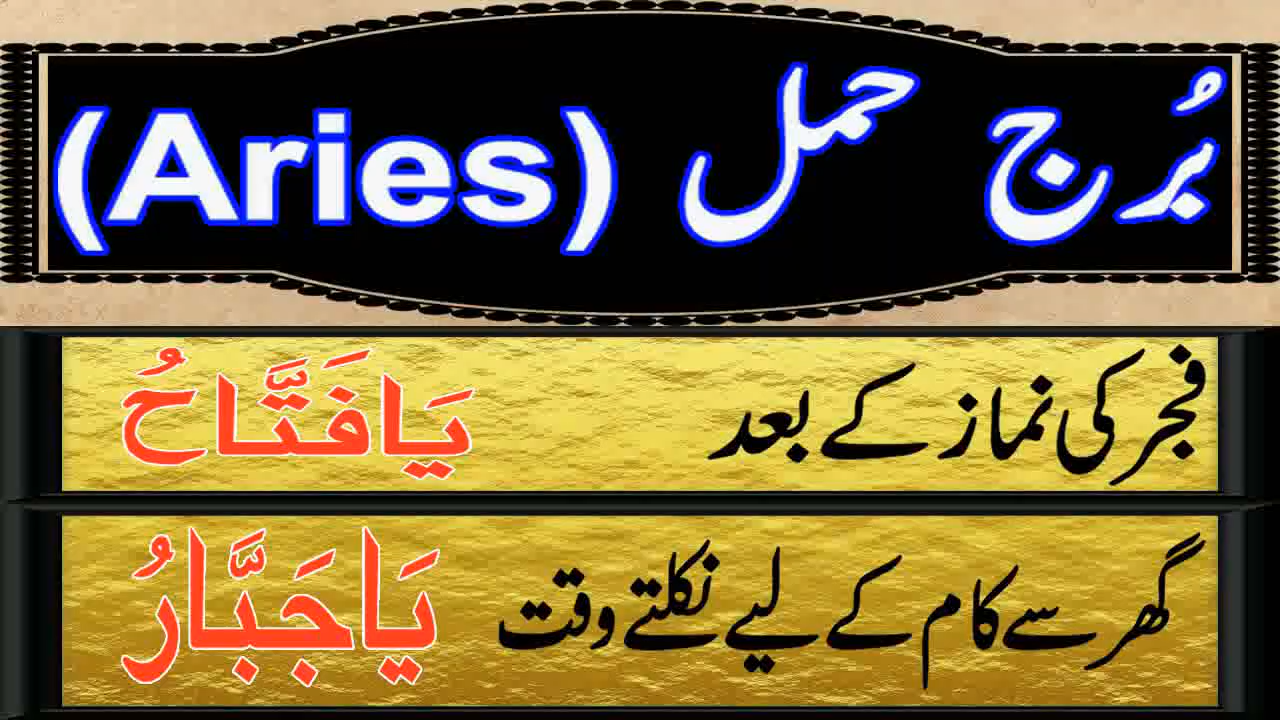 بُرج حمل (Aries)
فجر کی نماز کے بعد يَافَتَّاحُ
گھر سے کام کے لیے نکلتے وقت يَاجَبَّارُ